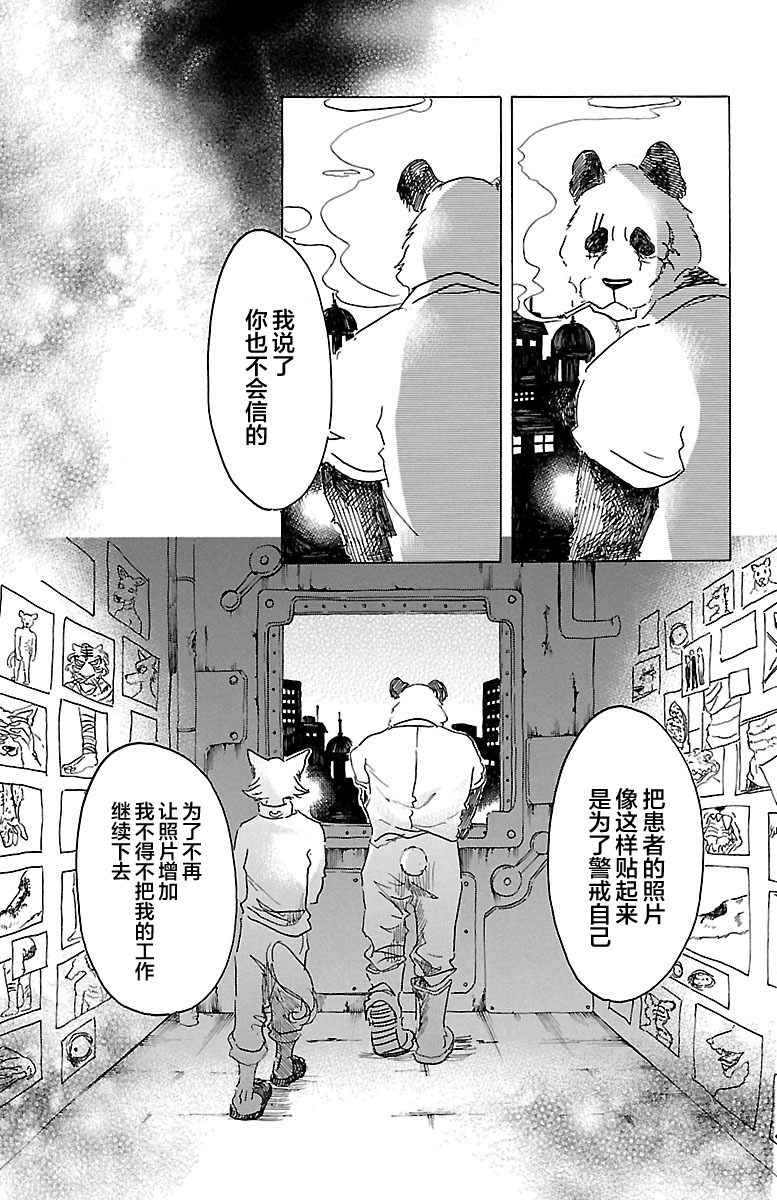 我说了
你也不会信的
把患者的照片
像这样贴起来
是为了警戒自己
为了不再
让照片增加
我不得不把我的工作
继续下去